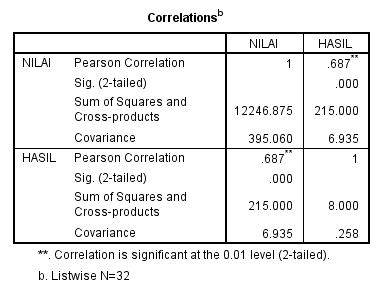 Correlationsb
NILAI HASIL
NILAI Pearson Correlation 1 .687**
Sig. (2-tailed) .000
Sum of Squares and
Cross-products 12246.875 215.000
Covariance 395.060 6.935
HASIL Pearson Correlation .687** 1
Sig. (2-tailed) .000
Sum of Squares and
Cross-products 215.000 8.000
Covariance 6.935 .258
**. Correlation is significant at the 0.01 level (2-tailed).
b. Listwise N=32